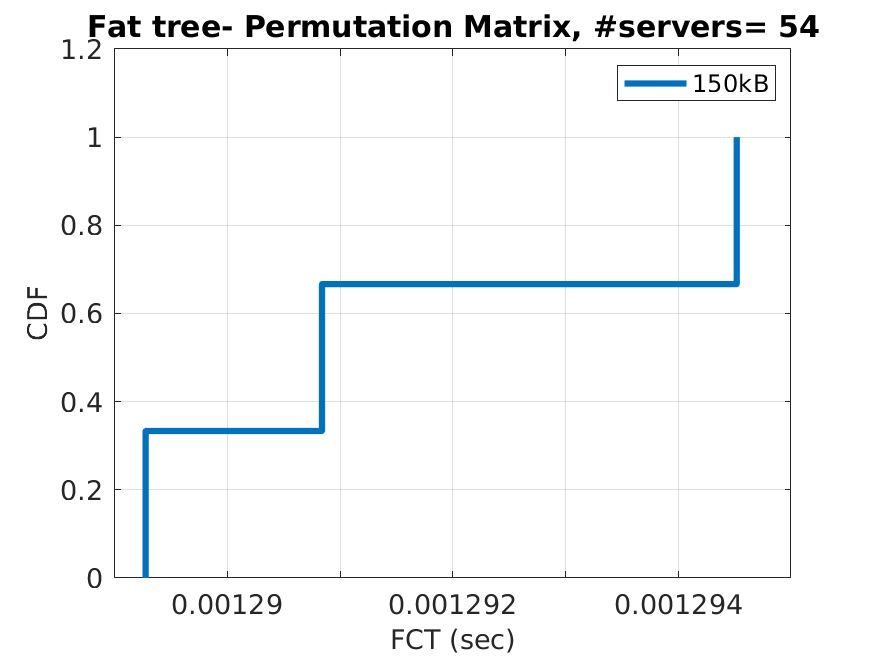 Fat tree- Permutation Matrix, #servers= 54
150kB
1.2
1
0.8
0.6
0.4
0.2
0
CDF
0.00129
0.001292
0.001294
FCT (sec)